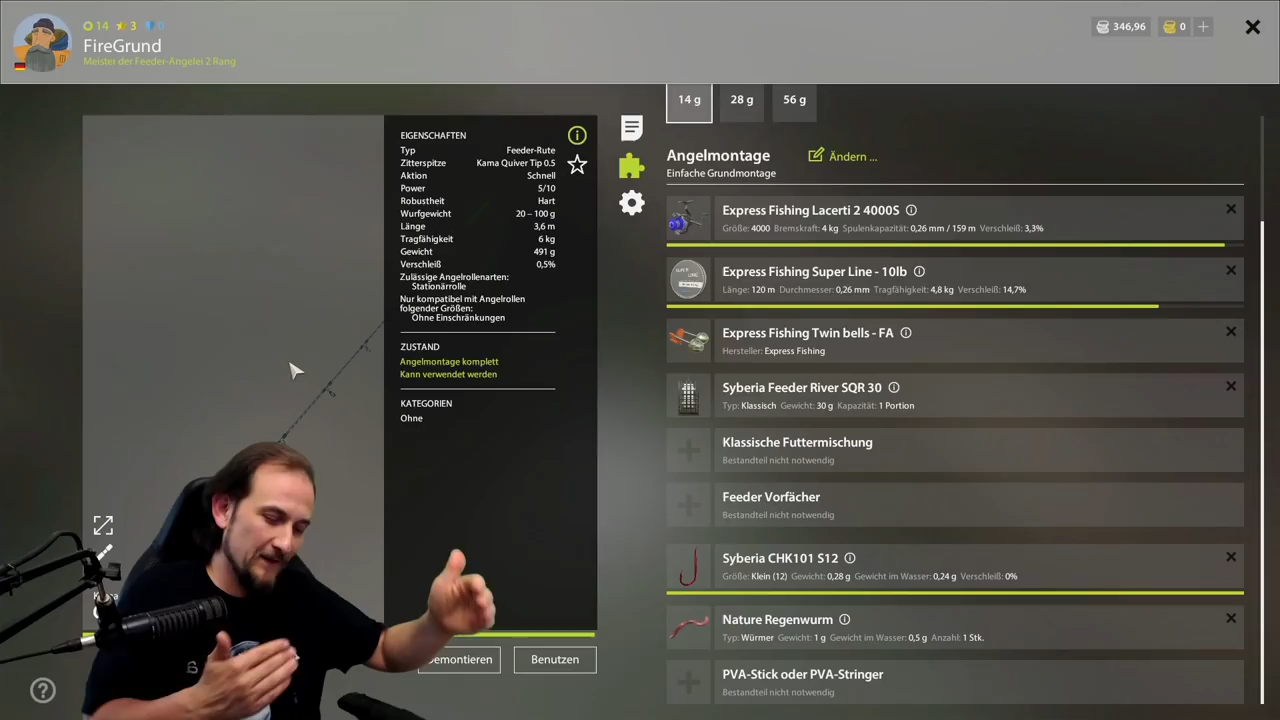 14 3 0
FireGrund
Meister der Feeder-Angelei 2 Rang
346,96 0
14 g 28 g 56 g
EIGENSCHAFTEN
Typ Feeder-Rute
Zitterspitze Kama Quiver Tip 0.5
Aktion Schnell
Power 5/10
Robustheit Hart
Wurfgewicht 20 – 100 g
Länge 3,6 m
Tragfähigkeit 6 kg
Gewicht 491 g
Verschleiß 0,5%
Zulässige Angelrollenarten:
Stationärrolle
Nur kompatibel mit Angelrollen
folgender Größen:
Ohne Einschränkungen
ZUSTAND
Angelmontage komplett
Kann verwendet werden
KATEGORIEN
Ohne
Demontieren Benutzen
Angelmontage Ändern ...
Einfache Grundmontage
Express Fishing Lacerti 2 4000S
Größe: 4000 Bremskraft: 4 kg Spulenkapazität: 0,26 mm / 159 m Verschleiß: 3,3%
Express Fishing Super Line - 10lb
Länge: 120 m Durchmesser: 0,26 mm Tragfähigkeit: 4,8 kg Verschleiß: 14,7%
Express Fishing Twin bells - FA
Hersteller: Express Fishing
Syberia Feeder River SQR 30
Typ: Klassisch Gewicht: 30 g Kapazität: 1 Portion
Klassische Futtermischung
Bestandteil nicht notwendig
Feeder Vorfächer
Bestandteil nicht notwendig
Syberia CHK101 S12
Größe: Klein (12) Gewicht: 0,28 g Gewicht im Wasser: 0,24 g Verschleiß: 0%
Nature Regenwurm
Typ: Würmer Gewicht: 1 g Gewicht im Wasser: 0,5 g Anzahl: 1 Stk.
PVA-Stick oder PVA-Stringer
Bestandteil nicht notwendig